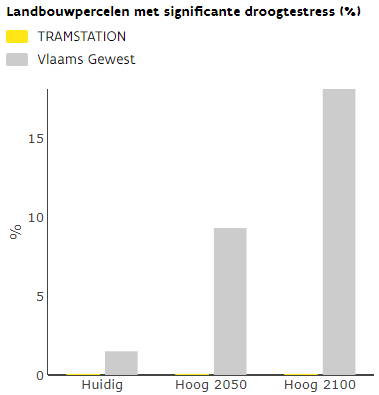 Landbouwpercelen met significante droogtestress (%)
TRAMSTATION
Vlaams Gewest
15
10
%
5
0
Huidig Hoog 2050 Hoog 2100